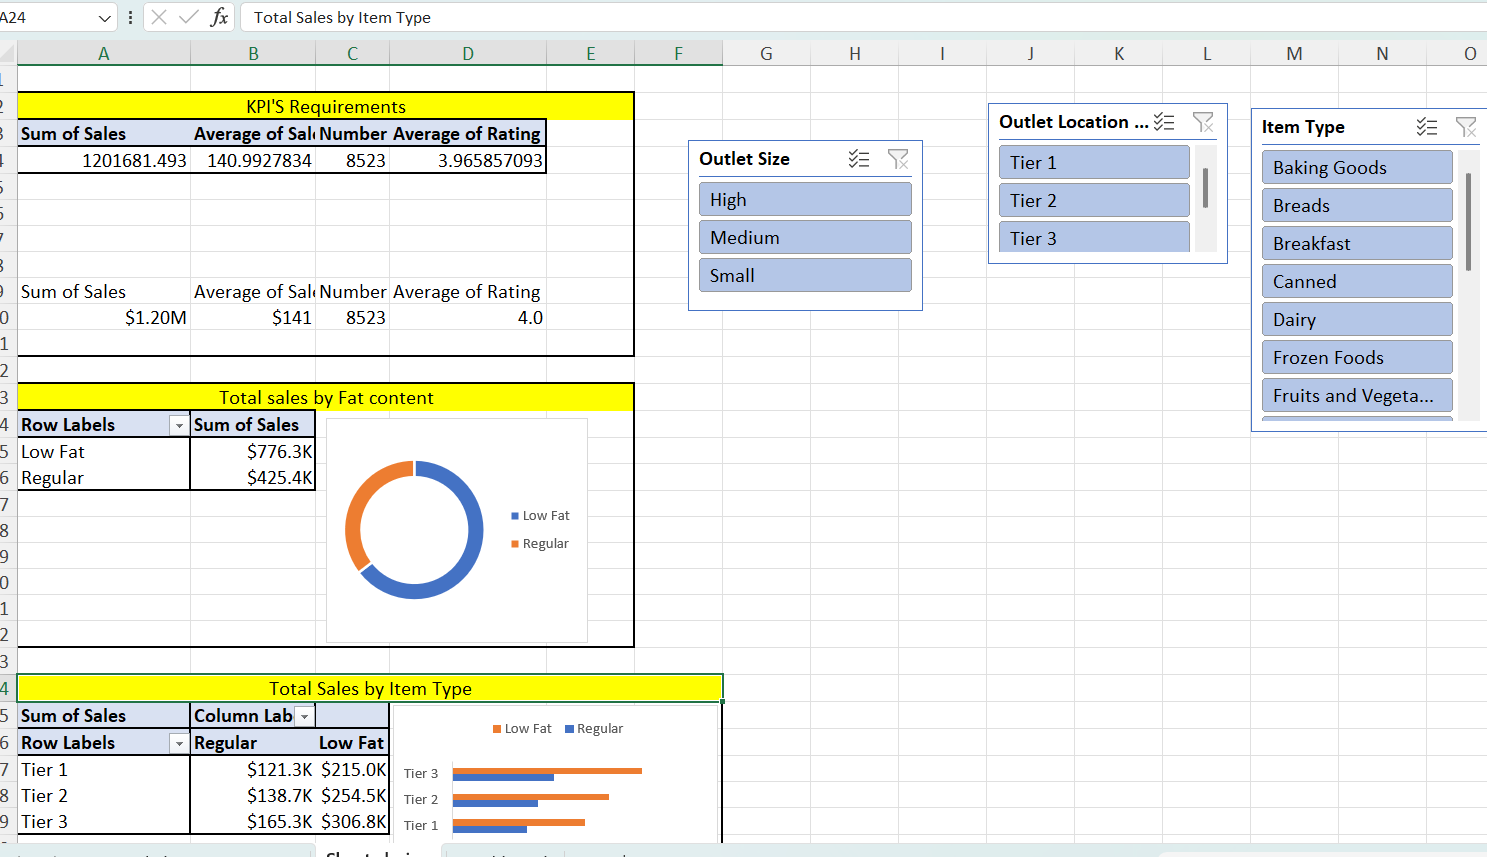 A24 fx Total Sales by Item Type
A B C D E F G H I J K L M N O
KPI'S Requirements
Sum of Sales Average of Sal Number Average of Rating
1201681.493 140.9927834 8523 3.965857093
Sum of Sales Average of Sal Number Average of Rating
$1.20M $141 8523 4.0
Outlet Size
High
Medium
Small
Outlet Location ...
Tier 1
Tier 2
Tier 3
Item Type
Baking Goods
Breads
Breakfast
Canned
Dairy
Frozen Foods
Fruits and Vegeta...
Total sales by Fat content
Row Labels Sum of Sales
Low Fat $776.3K
Regular $425.4K
Low Fat
Regular
Total Sales by Item Type
Sum of Sales Column Lab
Row Labels Regular Low Fat
Tier 1 $121.3K $215.0K
Tier 2 $138.7K $254.5K
Tier 3 $165.3K $306.8K
Low Fat Regular
Tier 3
Tier 2
Tier 1